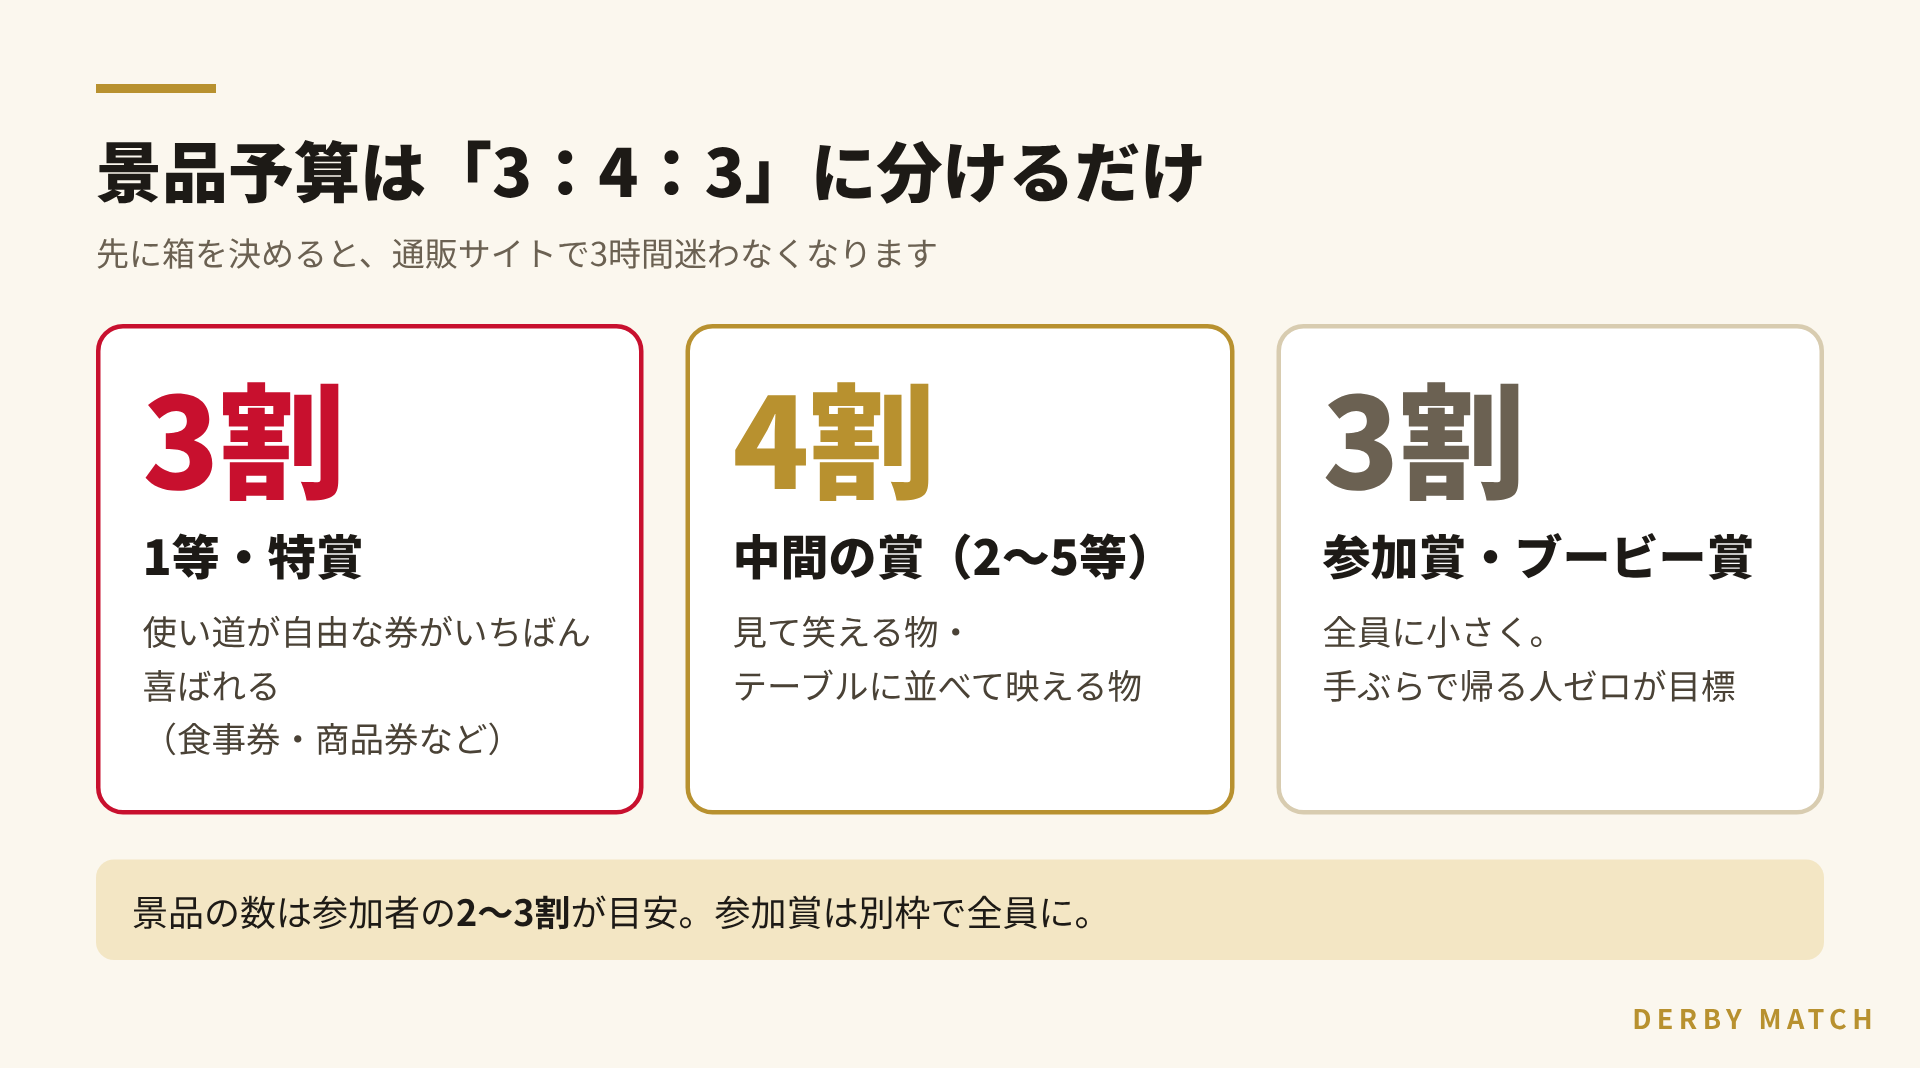 景品予算は「3：4：3」に分けるだけ
先に箱を決めると、通販サイトで3時間迷わなくなります
3割
1等・特賞
使い道が自由な券がいちばん
喜ばれる
（食事券・商品券など）
4割
中間の賞（2〜5等）
見て笑える物・
テーブルに並べて映える物
3割
参加賞・ブービー賞
全員に小さく。
手ぶらで帰る人ゼロが目標
景品の数は参加者の2〜3割が目安。参加賞は別枠で全員に。
DERBY MATCH